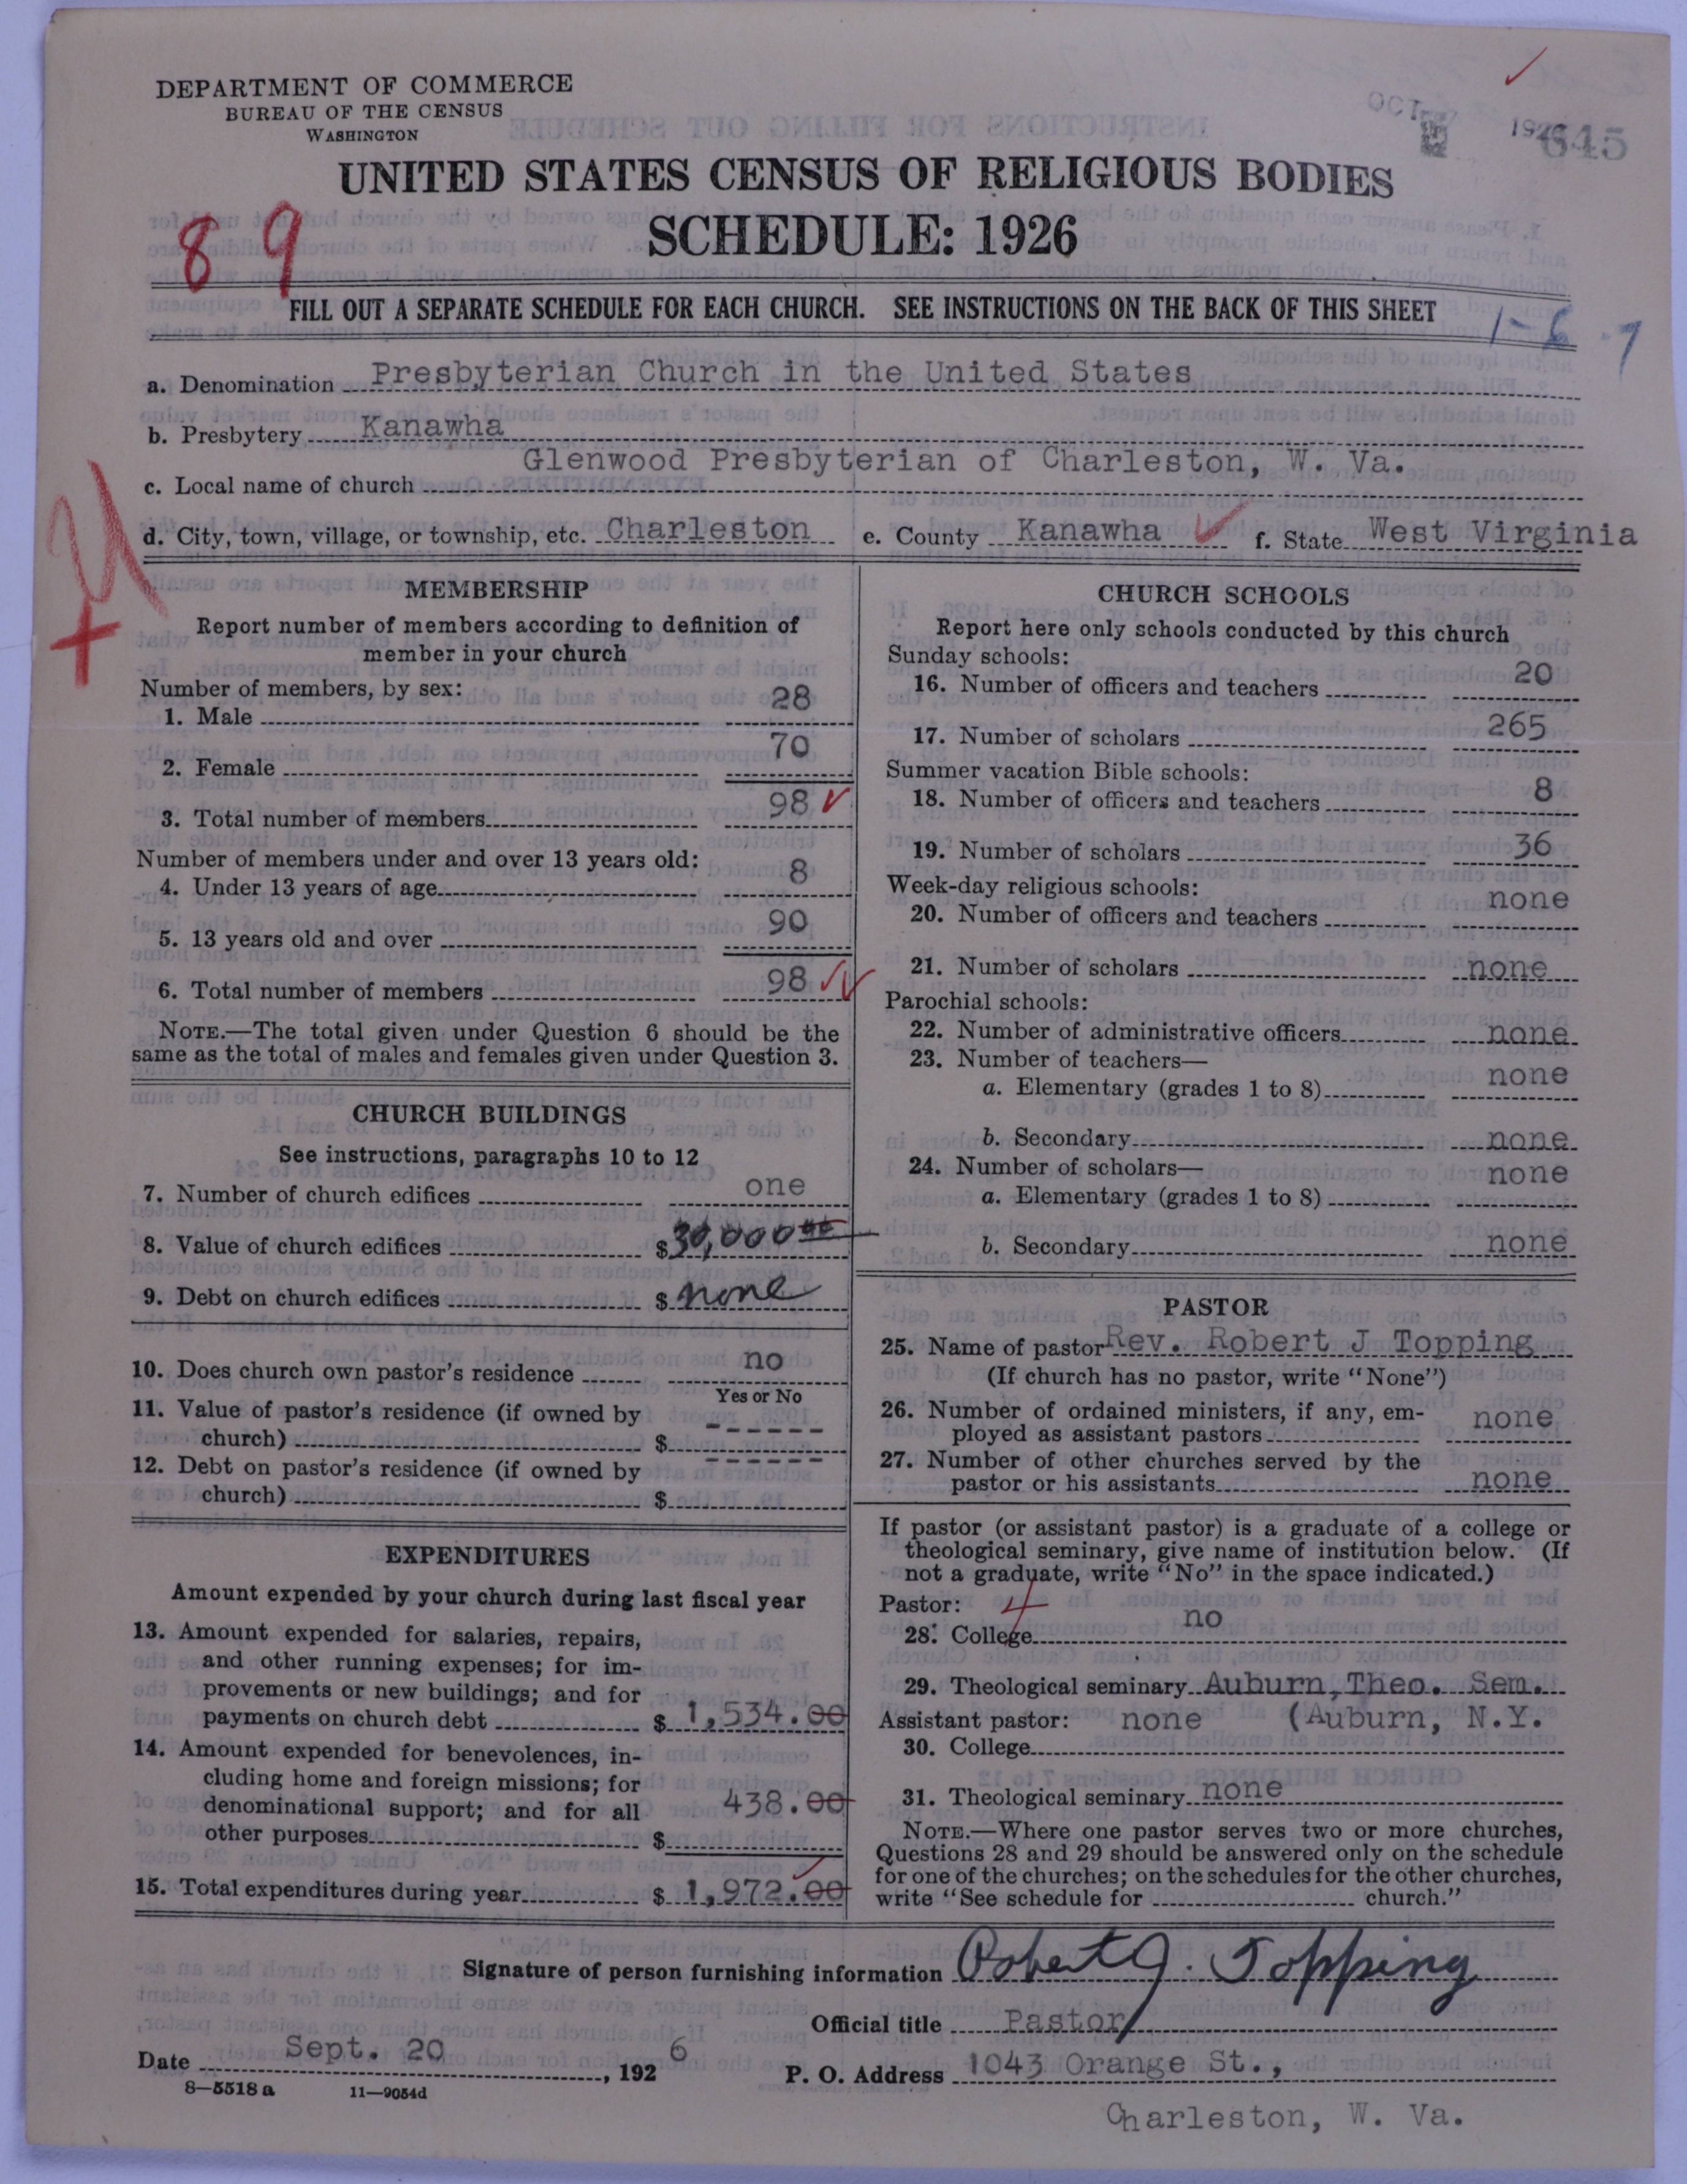 DEPARTMENT OF COMMERCE
BUREAU OF THE CENSUS
WASHINGTON
OCT
645
UNITED STATES CENSUS OF RELIGIOUS BODIES
SCHEDULE: 1926
8 9
FILL OUT A SEPARATE SCHEDULE FOR EACH CHURCH. SEE INSTRUCTIONS ON THE BACK OF THIS SHEET
1-6-7
a. Denomination Presbyterian Church in the United States
b. Presbytery Kanawha
c. Local name of church Glenwood Presbyterian of Charleston, W. Va.
d. City, town, village, or township, etc. Charleston e. County Kanawha f. State West Virginia
MEMBERSHIP
Report number of members according to definition of
member in your church
Number of members, by sex:
1. Male 28
2. Female 70
3. Total number of members 98
Number of members under and over 13 years old:
4. Under 13 years of age 8
5. 13 years old and over 90
6. Total number of members 98
NOTE.—The total given under Question 6 should be the
same as the total of males and females given under Question 3.
CHURCH BUILDINGS
See instructions, paragraphs 10 to 12
7. Number of church edifices one
8. Value of church edifices $30,000 00
9. Debt on church edifices $ none
10. Does church own pastor's residence no
Yes or No
11. Value of pastor's residence (if owned by
church) $ ------
12. Debt on pastor's residence (if owned by
church) $ ------
EXPENDITURES
Amount expended by your church during last fiscal year
13. Amount expended for salaries, repairs,
and other running expenses; for im-
provements or new buildings; and for
payments on church debt $ 1,534.00
14. Amount expended for benevolences, in-
cluding home and foreign missions; for
denominational support; and for all
other purposes $ 438.00
15. Total expenditures during year $ 1,972.00
CHURCH SCHOOLS
Report here only schools conducted by this church
Sunday schools:
16. Number of officers and teachers 20
17. Number of scholars 265
Summer vacation Bible schools:
18. Number of officers and teachers 8
19. Number of scholars 36
Week-day religious schools:
20. Number of officers and teachers none
21. Number of scholars none
Parochial schools:
22. Number of administrative officers none
23. Number of teachers—
a. Elementary (grades 1 to 8) none
b. Secondary none
24. Number of scholars—
a. Elementary (grades 1 to 8) none
b. Secondary none
PASTOR
25. Name of pastor Rev. Robert J Topping
(If church has no pastor, write "None")
26. Number of ordained ministers, if any, em-
ployed as assistant pastors none
27. Number of other churches served by the
pastor or his assistants none
If pastor (or assistant pastor) is a graduate of a college or
theological seminary, give name of institution below. (If
not a graduate, write "No" in the space indicated.)
Pastor: 4
28. College no
29. Theological seminary Auburn, Theo. Sem.
Assistant pastor: none (Auburn, N.Y.
30. College
31. Theological seminary none
NOTE.—Where one pastor serves two or more churches,
Questions 28 and 29 should be answered only on the schedule
for one of the churches; on the schedules for the other churches,
write "See schedule for church."
Signature of person furnishing information Robert J. Topping
Official title Pastor
Date Sept. 20, 1926
P. O. Address 1043 Orange St.,
8—5518 a 11—9054d
Charleston, W. Va.